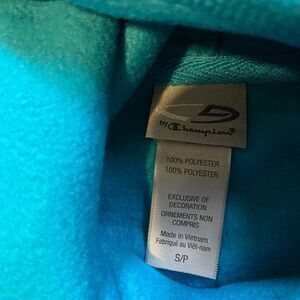 by Champion
100% POLYESTER
100% POLYESTER
EXCLUSIVE OF
DECORATION
ORNEMENTS NON
COMPRIS
Made in Vietnam
Fabriqué au Viêt-nam
S/P